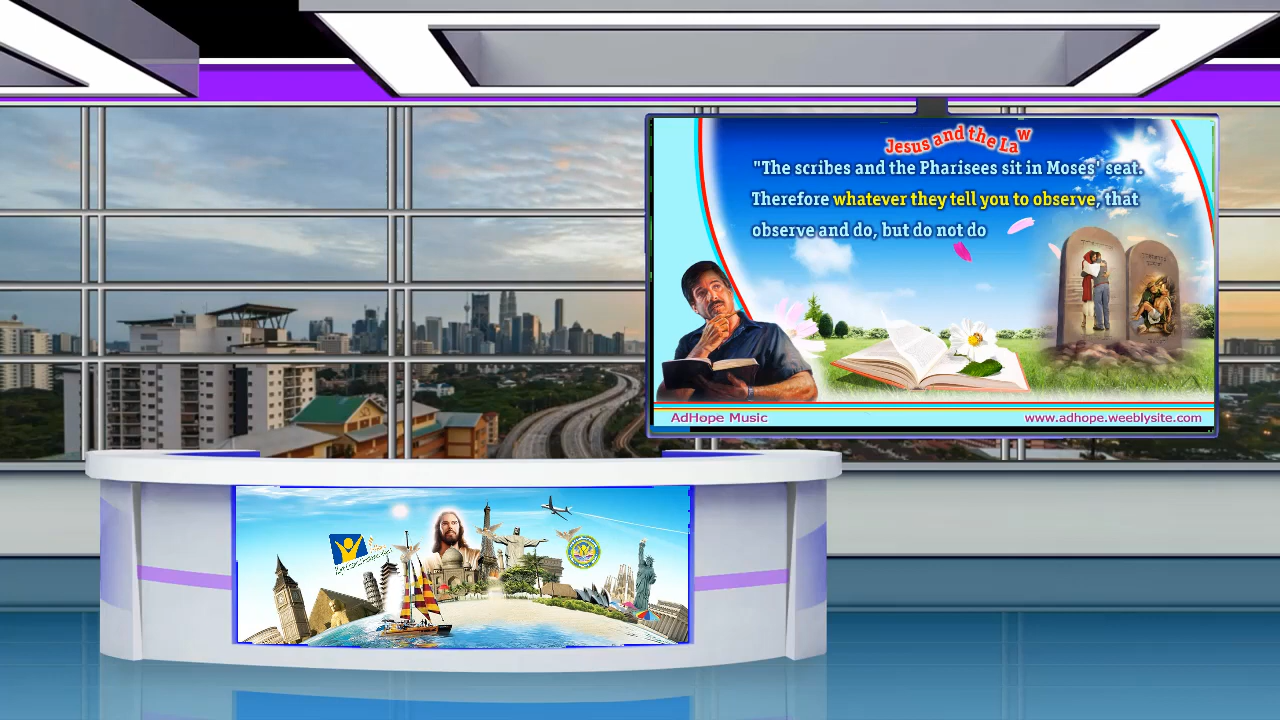 Jesus and the Law
"The scribes and the Pharisees sit in Moses' seat.
Therefore whatever they tell you to observe, that
observe and do, but do not do
AdHope Music
www.adhope.weeblysite.com